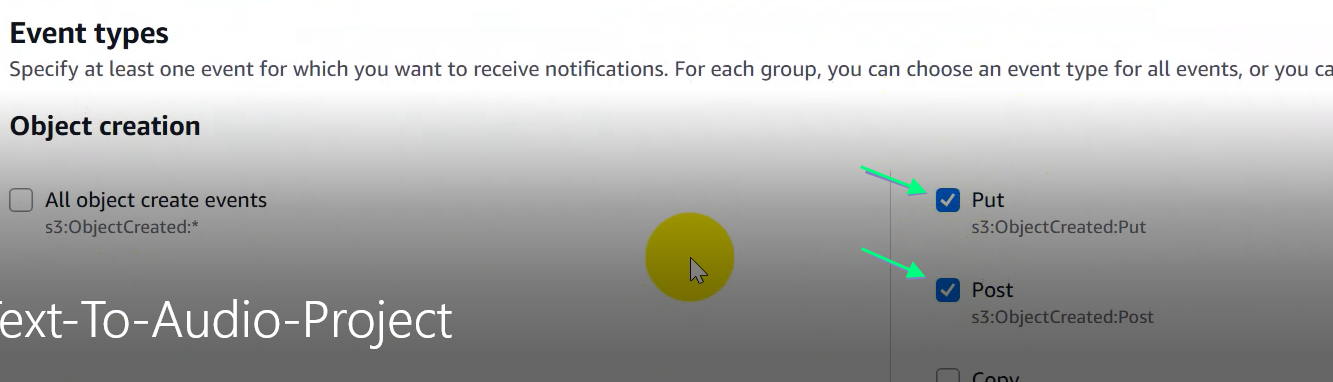 Event types
Specify at least one event for which you want to receive notifications. For each group, you can choose an event type for all events, or you ca
Object creation
All object create events
s3:ObjectCreated:*
Put
s3:ObjectCreated:Put
Post
s3:ObjectCreated:Post
ext-To-Audio-Project
Copy